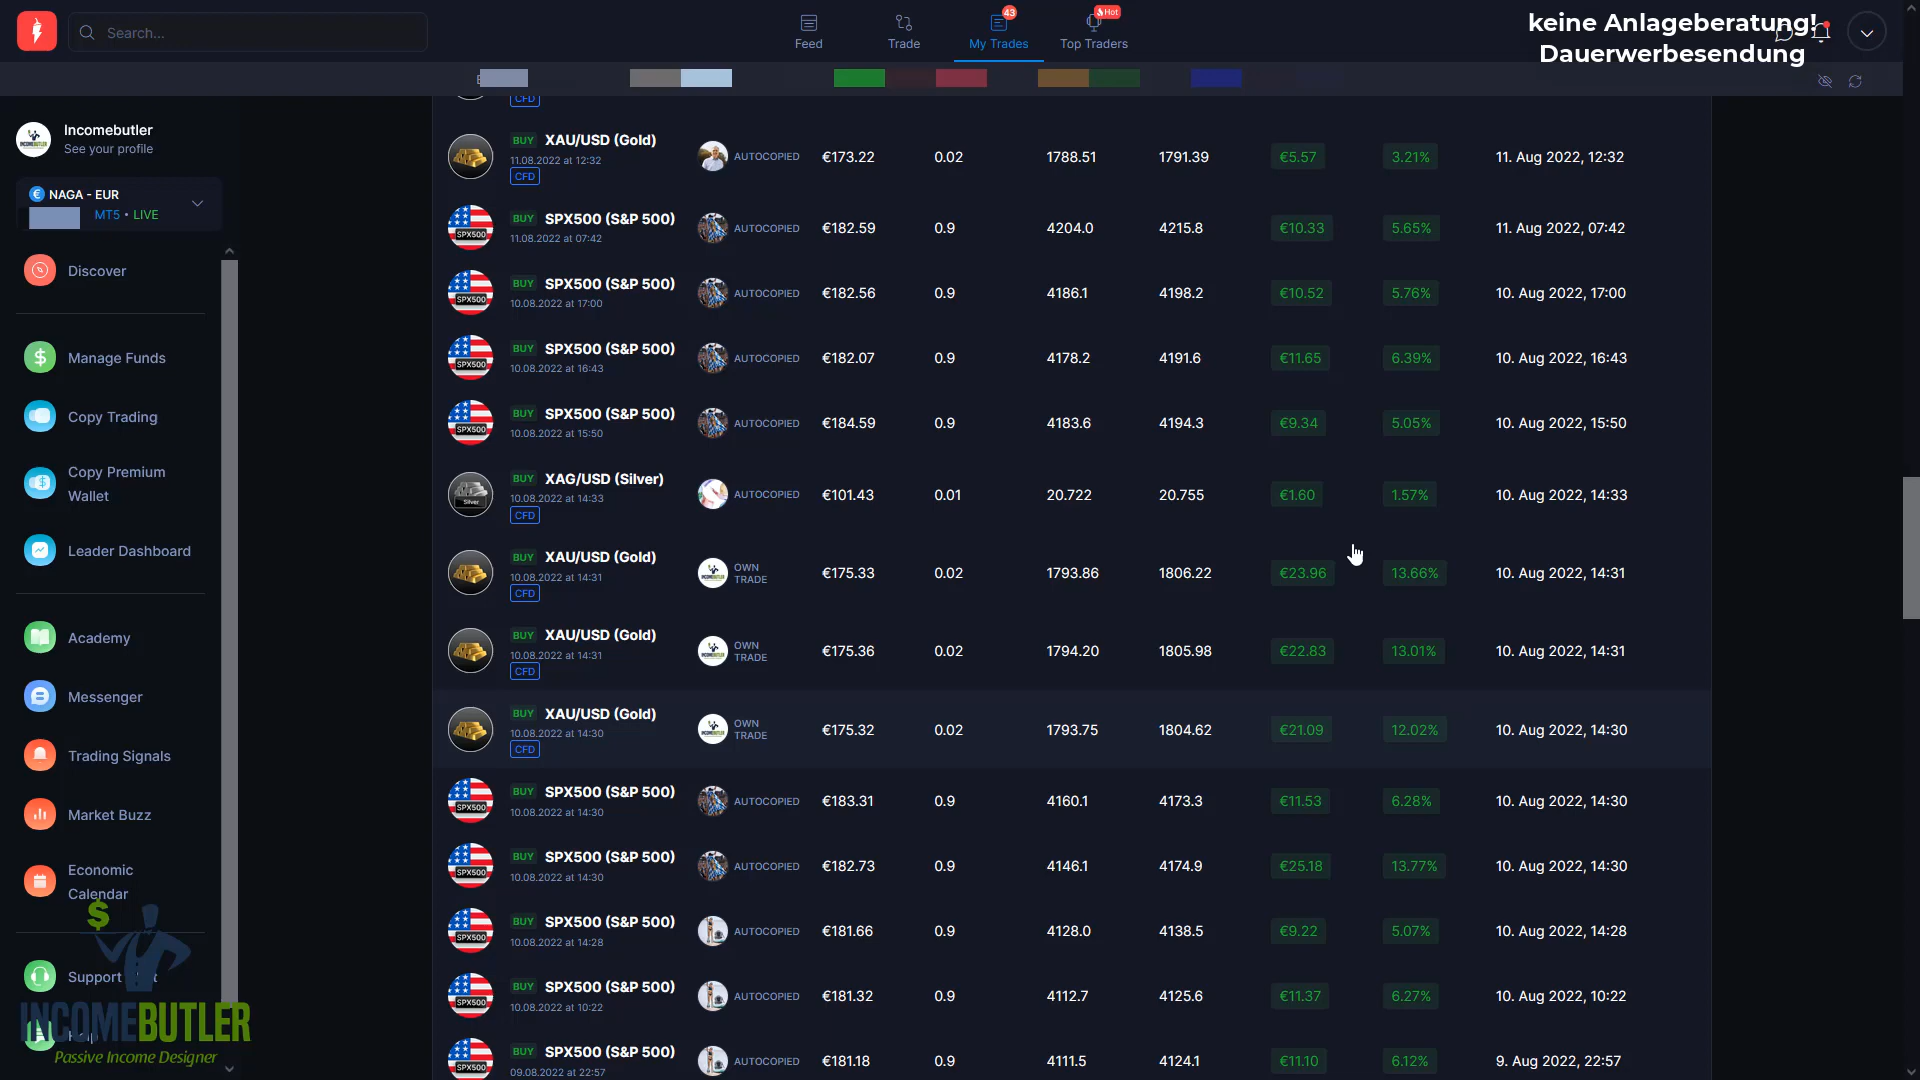 Search...
Feed
Trade
43
My Trades
Hot
Top Traders
keine Anlageberatung!
Dauerwerbesendung
Incomebutler
See your profile
NAGA - EUR
MT5 • LIVE
Discover
Manage Funds
Copy Trading
Copy Premium
Wallet
Leader Dashboard
Academy
Messenger
Trading Signals
Market Buzz
Economic
Calendar
Support
INCOMEBUTLER
Passive Income Designer
CFD
BUY XAU/USD (Gold)
11.08.2022 at 12:32
CFD
AUTOCOPIED €173.22 0.02 1788.51 1791.39 €5.57 3.21% 11. Aug 2022, 12:32
SPX500
BUY SPX500 (S&P 500)
11.08.2022 at 07:42
AUTOCOPIED €182.59 0.9 4204.0 4215.8 €10.33 5.65% 11. Aug 2022, 07:42
SPX500
BUY SPX500 (S&P 500)
10.08.2022 at 17:00
AUTOCOPIED €182.56 0.9 4186.1 4198.2 €10.52 5.76% 10. Aug 2022, 17:00
SPX500
BUY SPX500 (S&P 500)
10.08.2022 at 16:43
AUTOCOPIED €182.07 0.9 4178.2 4191.6 €11.65 6.39% 10. Aug 2022, 16:43
SPX500
BUY SPX500 (S&P 500)
10.08.2022 at 15:50
AUTOCOPIED €184.59 0.9 4183.6 4194.3 €9.34 5.05% 10. Aug 2022, 15:50
Silver
BUY XAG/USD (Silver)
10.08.2022 at 14:33
CFD
AUTOCOPIED €101.43 0.01 20.722 20.755 €1.60 1.57% 10. Aug 2022, 14:33
BUY XAU/USD (Gold)
10.08.2022 at 14:31
CFD
OWN
TRADE
€175.33 0.02 1793.86 1806.22 €23.96 13.66% 10. Aug 2022, 14:31
BUY XAU/USD (Gold)
10.08.2022 at 14:31
CFD
OWN
TRADE
€175.36 0.02 1794.20 1805.98 €22.83 13.01% 10. Aug 2022, 14:31
BUY XAU/USD (Gold)
10.08.2022 at 14:30
CFD
OWN
TRADE
€175.32 0.02 1793.75 1804.62 €21.09 12.02% 10. Aug 2022, 14:30
SPX500
BUY SPX500 (S&P 500)
10.08.2022 at 14:30
AUTOCOPIED €183.31 0.9 4160.1 4173.3 €11.53 6.28% 10. Aug 2022, 14:30
SPX500
BUY SPX500 (S&P 500)
10.08.2022 at 14:30
AUTOCOPIED €182.73 0.9 4146.1 4174.9 €25.18 13.77% 10. Aug 2022, 14:30
SPX500
BUY SPX500 (S&P 500)
10.08.2022 at 14:28
AUTOCOPIED €181.66 0.9 4128.0 4138.5 €9.22 5.07% 10. Aug 2022, 14:28
SPX500
BUY SPX500 (S&P 500)
10.08.2022 at 10:22
AUTOCOPIED €181.32 0.9 4112.7 4125.6 €11.37 6.27% 10. Aug 2022, 10:22
SPX500
BUY SPX500 (S&P 500)
09.08.2022 at 22:57
AUTOCOPIED €181.18 0.9 4111.5 4124.1 €11.10 6.12% 9. Aug 2022, 22:57